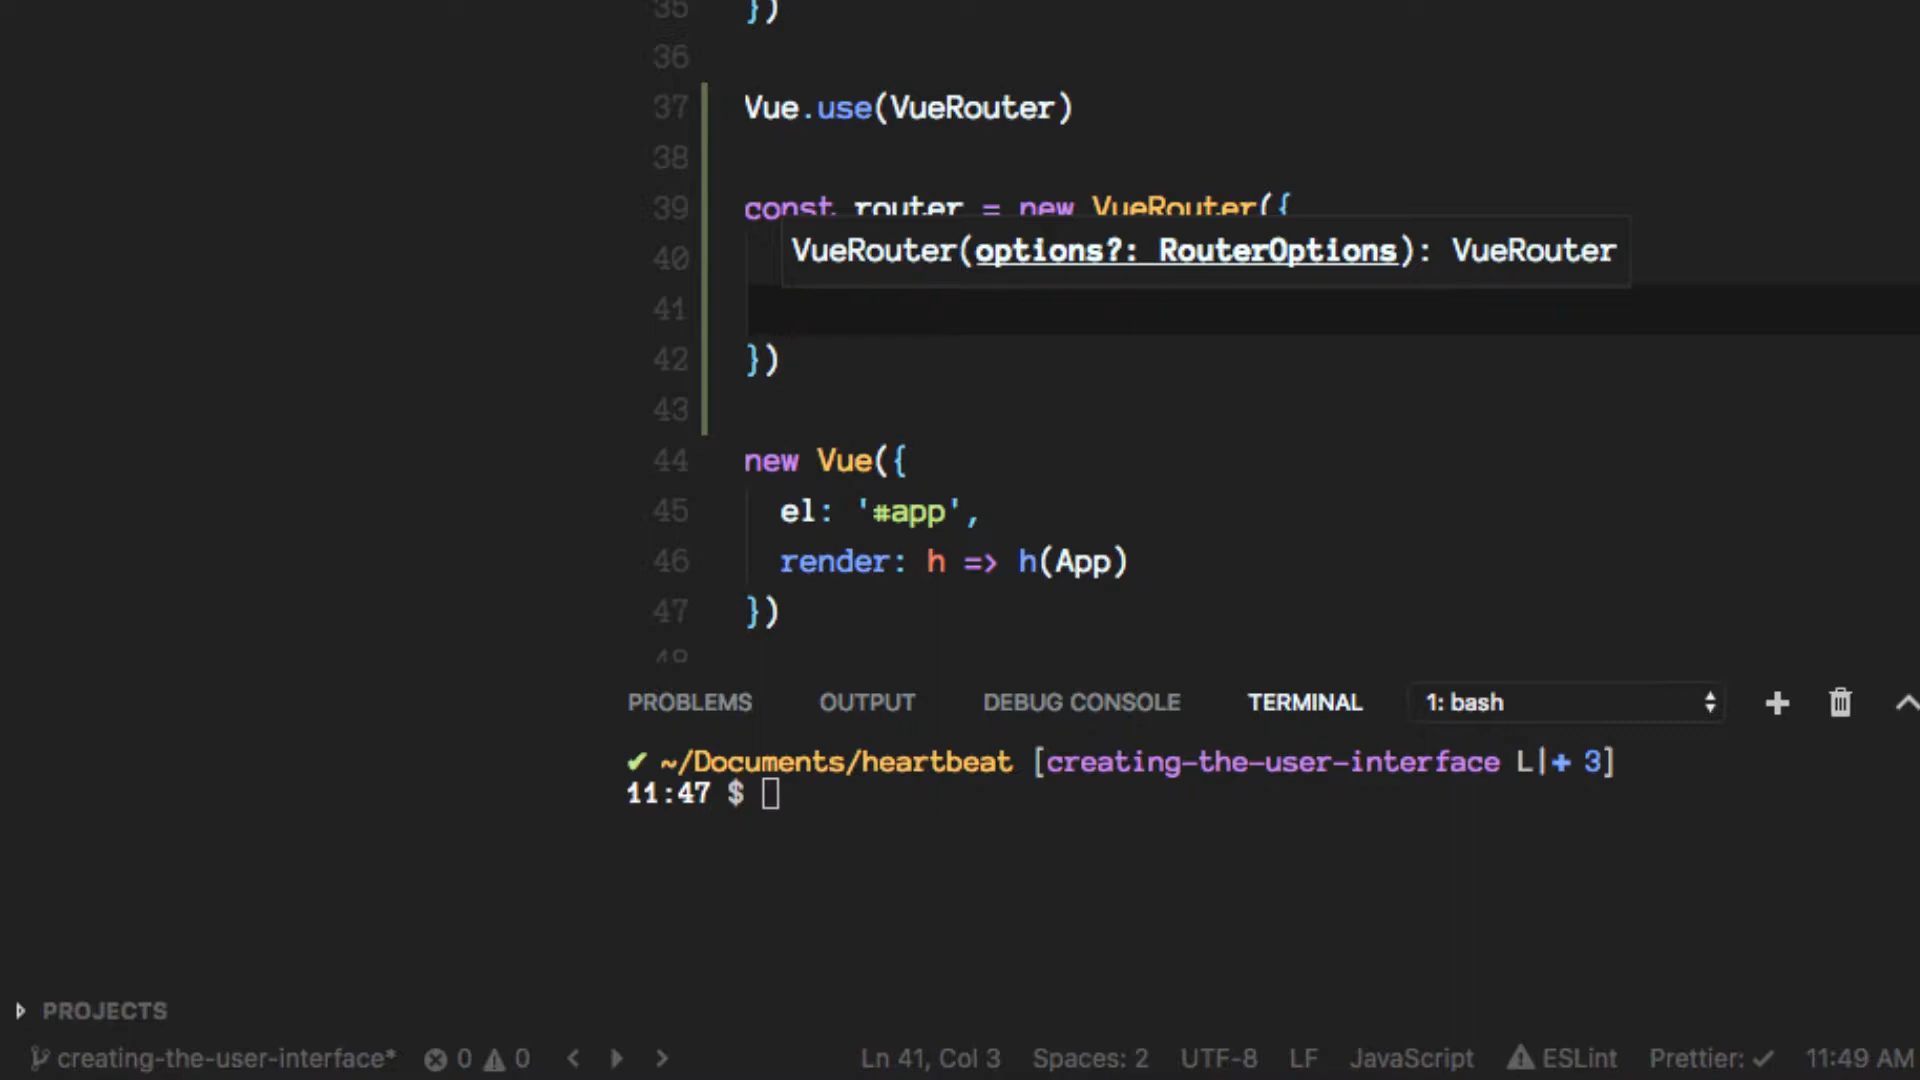 35 })
36
37 Vue.use(VueRouter)
38
39 const router = new VueRouter({
40 VueRouter(options?: RouterOptions): VueRouter
41
42 })
43
44 new Vue({
45 el: '#app',
46 render: h => h(App)
47 })
48
PROBLEMS OUTPUT DEBUG CONSOLE TERMINAL 1: bash
✔ ~/Documents/heartbeat [creating-the-user-interface L|✚ 3]
11:47 $
PROJECTS
creating-the-user-interface* 0 0 Ln 41, Col 3 Spaces: 2 UTF-8 LF JavaScript ESLint Prettier: ✓ 11:49 AM